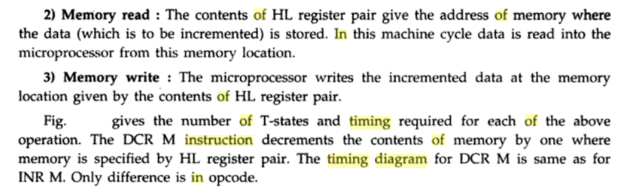 2) Memory read : The contents of HL register pair give the address of memory where
the data (which is to be incremented) is stored. In this machine cycle data is read into the
microprocessor from this memory location.
3) Memory write : The microprocessor writes the incremented data at the memory
location given by the contents of HL register pair.
Fig. gives the number of T-states and timing required for each of the above
operation. The DCR M instruction decrements the contents of memory by one where
memory is specified by HL register pair. The timing diagram for DCR M is same as for
INR M. Only difference is in opcode.